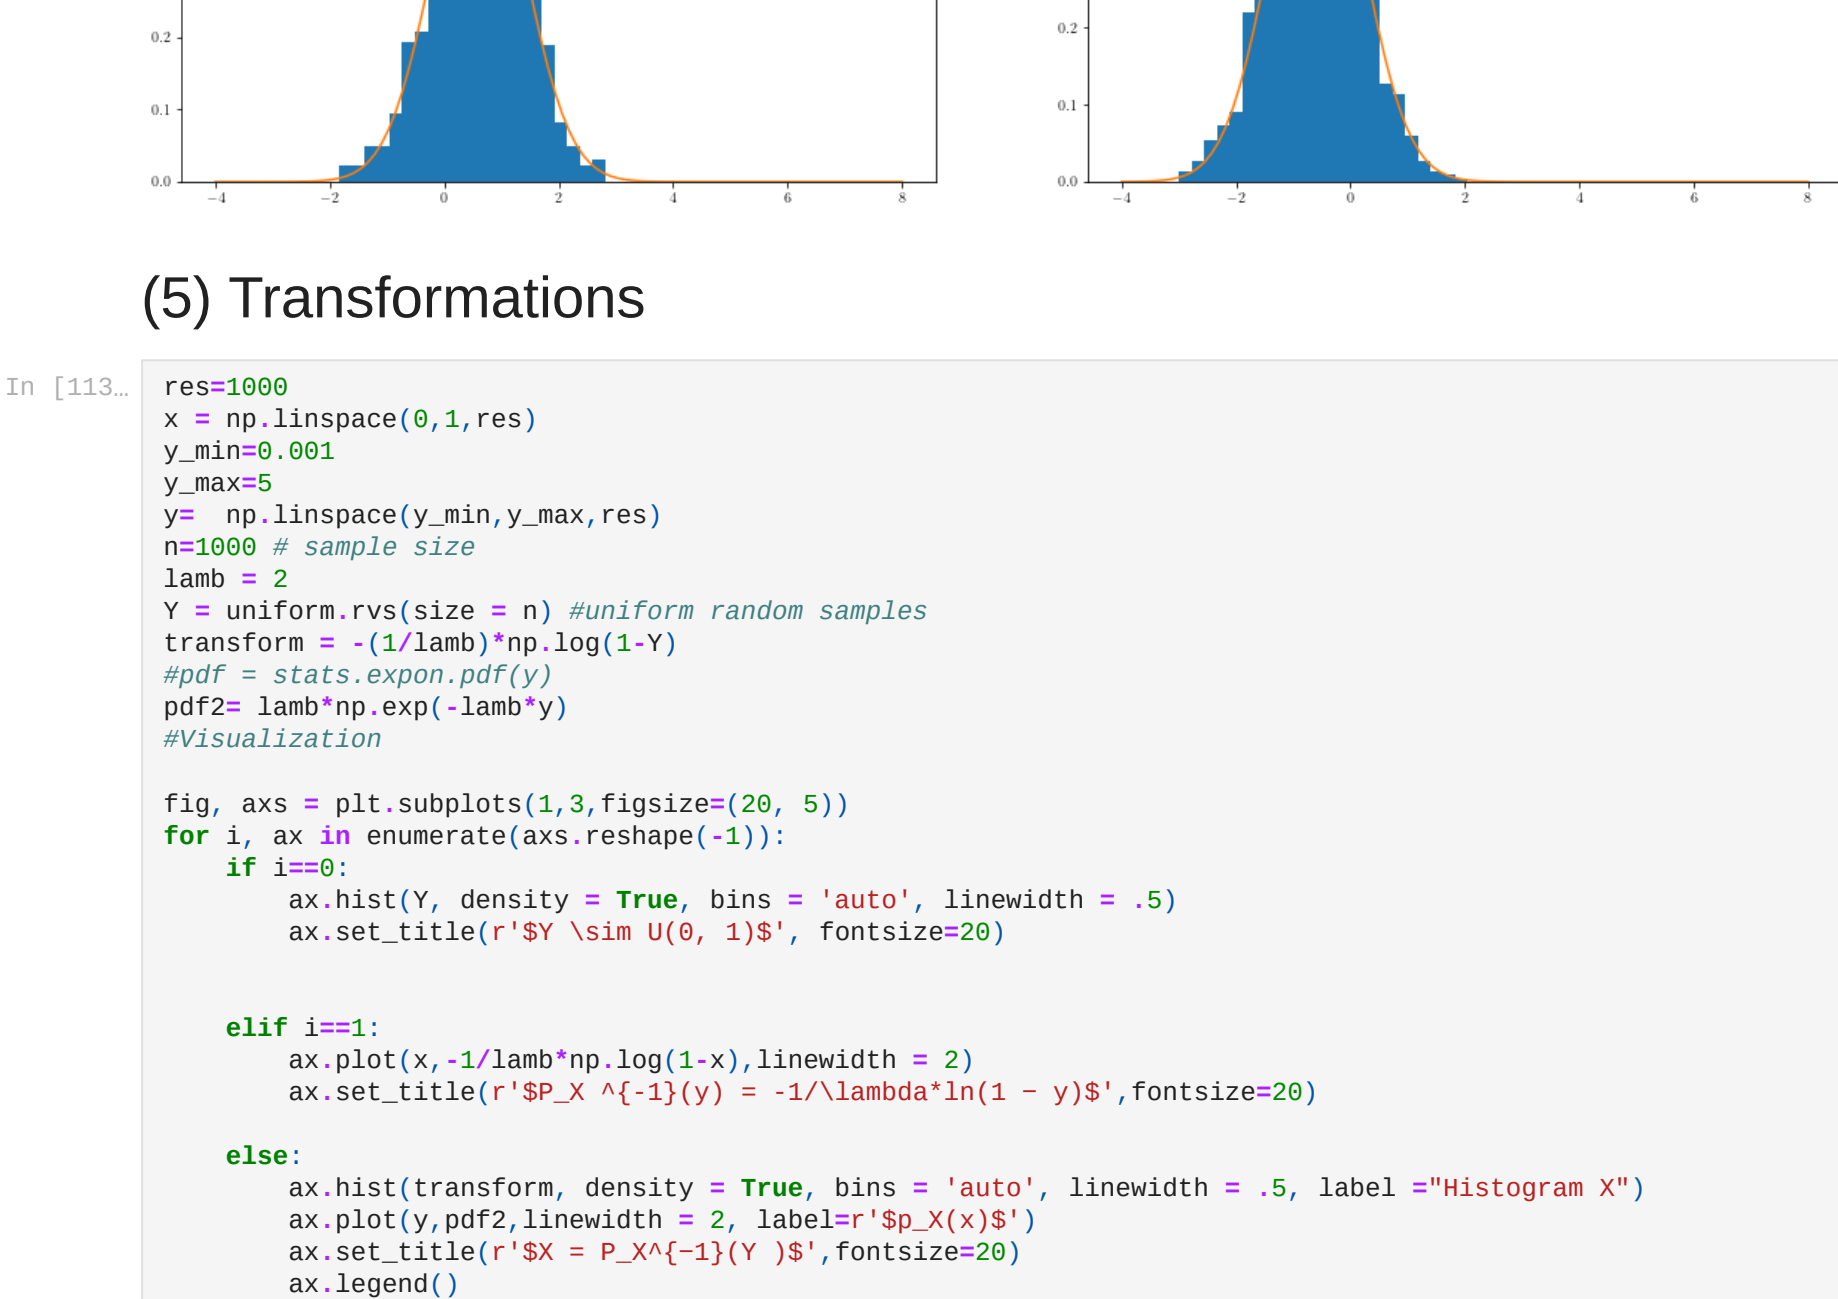 0.2
0.1
0.0
−4 −2 0 2 4 6 8
0.2
0.1
0.0
−4 −2 0 2 4 6 8
(5) Transformations
In [113…
res=1000
x = np.linspace(0,1,res)
y_min=0.001
y_max=5
y=  np.linspace(y_min,y_max,res)
n=1000 # sample size
lamb = 2
Y = uniform.rvs(size = n) #uniform random samples
transform = -(1/lamb)*np.log(1-Y)
#pdf = stats.expon.pdf(y)
pdf2= lamb*np.exp(-lamb*y)
#Visualization
fig, axs = plt.subplots(1,3,figsize=(20, 5))
for i, ax in enumerate(axs.reshape(-1)):
    if i==0:
        ax.hist(Y, density = True, bins = 'auto', linewidth = .5)
        ax.set_title(r'$Y \sim U(0, 1)$', fontsize=20)
    elif i==1:
        ax.plot(x,-1/lamb*np.log(1-x),linewidth = 2)
        ax.set_title(r'$P_X ^{-1}(y) = -1/\lambda*ln(1 − y)$',fontsize=20)
    else:
        ax.hist(transform, density = True, bins = 'auto', linewidth = .5, label ="Histogram X")
        ax.plot(y,pdf2,linewidth = 2, label=r'$p_X(x)$')
        ax.set_title(r'$X = P_X^{−1}(Y )$',fontsize=20)
        ax.legend()